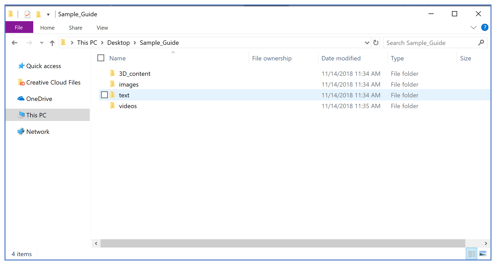 Sample_Guide
File Home Share View
This PC Desktop Sample_Guide
Search Sample_Guide
Name File ownership Date modified Type Size
Quick access
Creative Cloud Files
OneDrive
This PC
Network
3D_content 11/14/2018 11:34 AM File folder
images 11/14/2018 11:34 AM File folder
text 11/14/2018 11:34 AM File folder
videos 11/14/2018 11:35 AM File folder
4 items